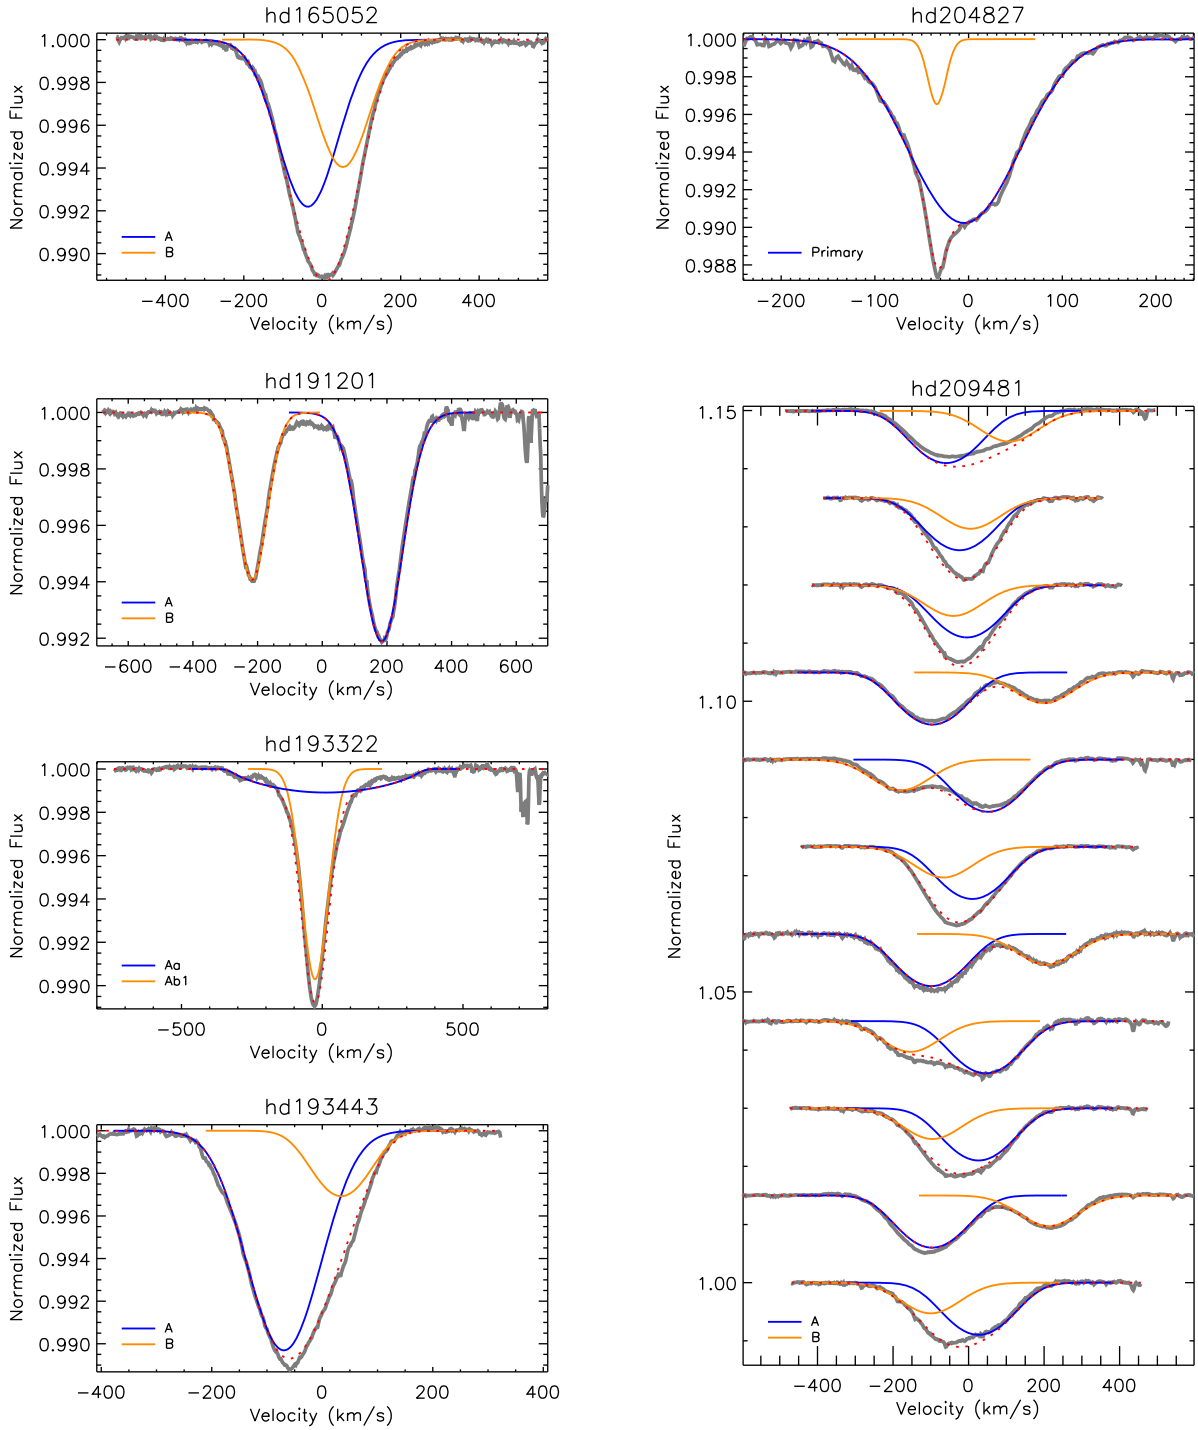 hd165052
1.000
0.998
0.996
0.994
0.992
0.990
Normalized Flux
A
B
−400 −200 0 200 400
Velocity (km/s)
hd204827
1.000
0.998
0.996
0.994
0.992
0.990
0.988
Normalized Flux
Primary
−200 −100 0 100 200
Velocity (km/s)
hd191201
1.000
0.998
0.996
0.994
0.992
Normalized Flux
A
B
−600 −400 −200 0 200 400 600
Velocity (km/s)
hd193322
1.000
0.998
0.996
0.994
0.992
0.990
Normalized Flux
Aa
Ab1
−500 0 500
Velocity (km/s)
hd193443
1.000
0.998
0.996
0.994
0.992
0.990
Normalized Flux
A
B
−400 −200 0 200 400
Velocity (km/s)
hd209481
1.15
1.10
1.05
1.00
Normalized Flux
A
B
−400 −200 0 200 400
Velocity (km/s)